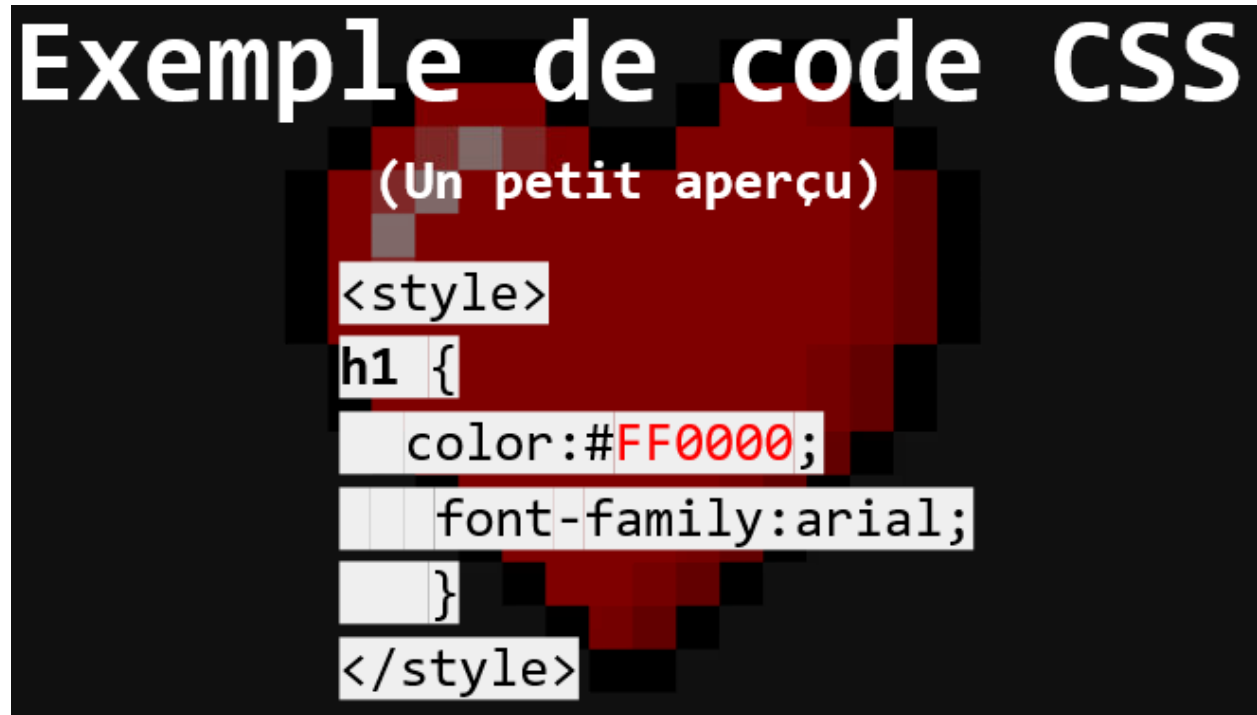 Exemple de code CSS
(Un petit aperçu)
<style>
h1 {
color:#FF0000;
font-family:arial;
}
</style>